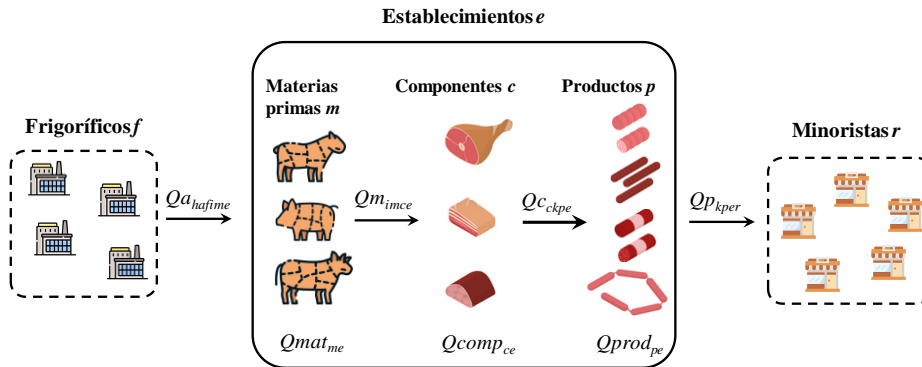 Establecimientos e
Materias
primas m
Componentes c
Productos p
Frigoríficos f
Minoristas r
Qa_hafime
Qm_imce
Qc_ckpe
Qp_kper
Qmat_me
Qcomp_ce
Qprod_pe